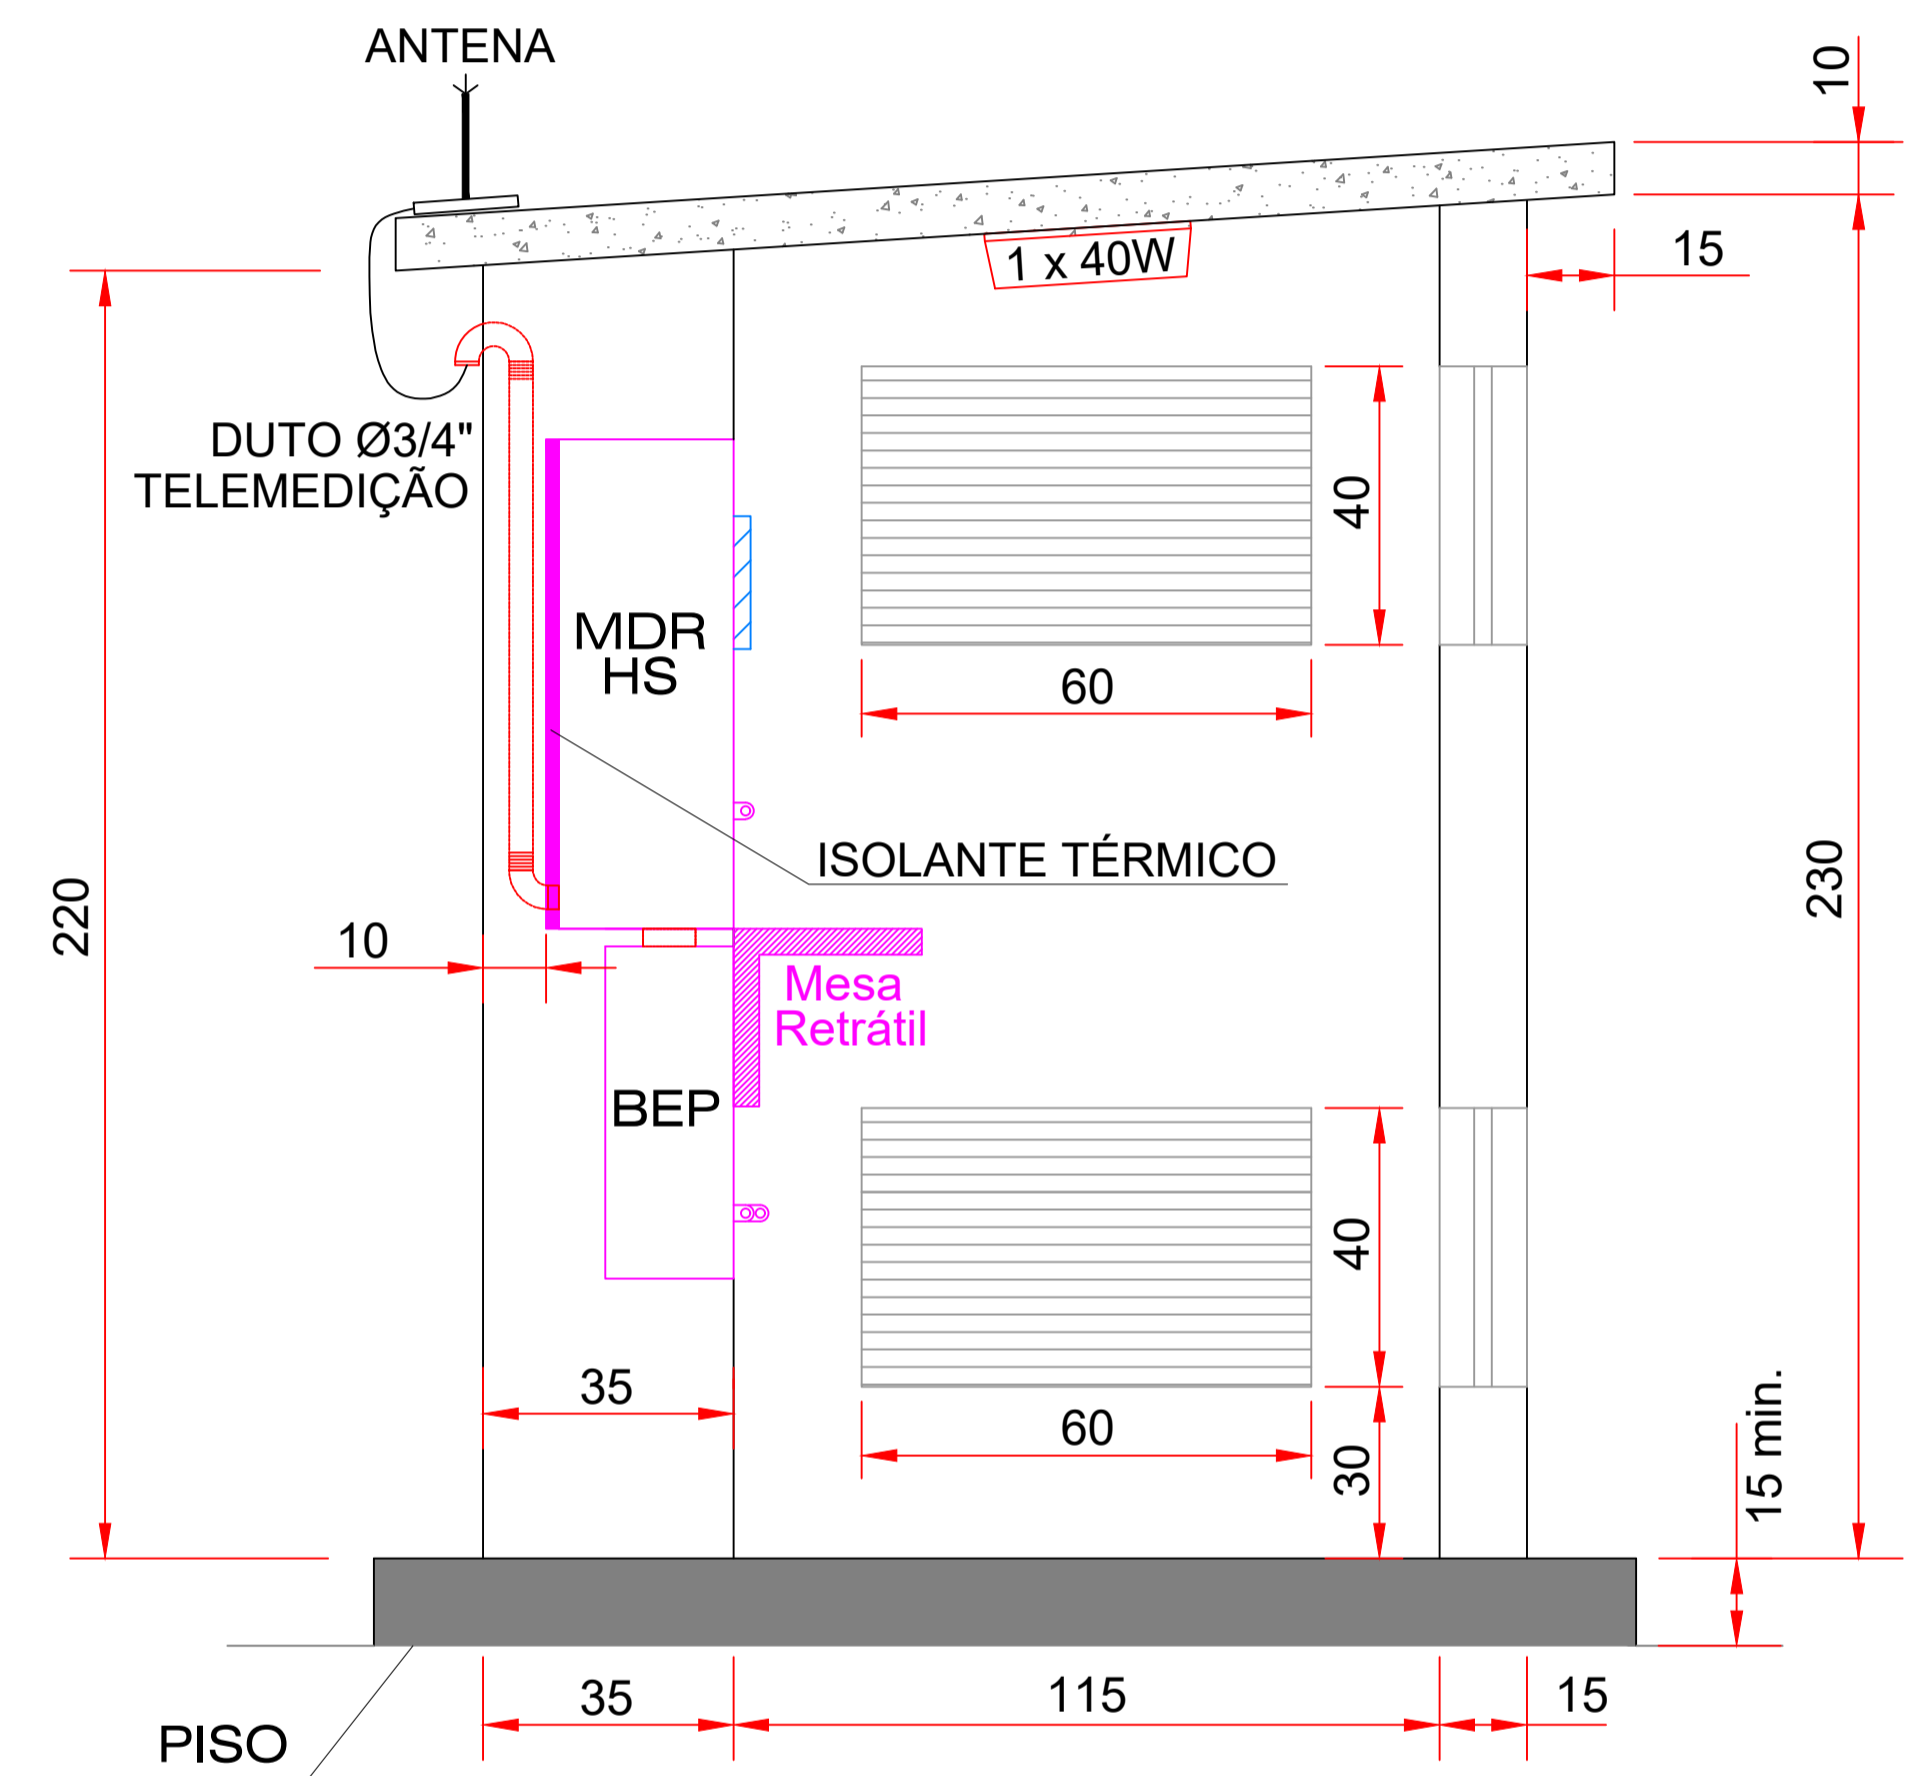 ANTENA
10
1 x 40W
15
DUTO Ø3/4"
TELEMEDIÇÃO
40
MDR
HS
60
ISOLANTE TÉRMICO
220
230
10
Mesa
Retrátil
BEP
40
35
60
30
15 min.
35
115
15
PISO